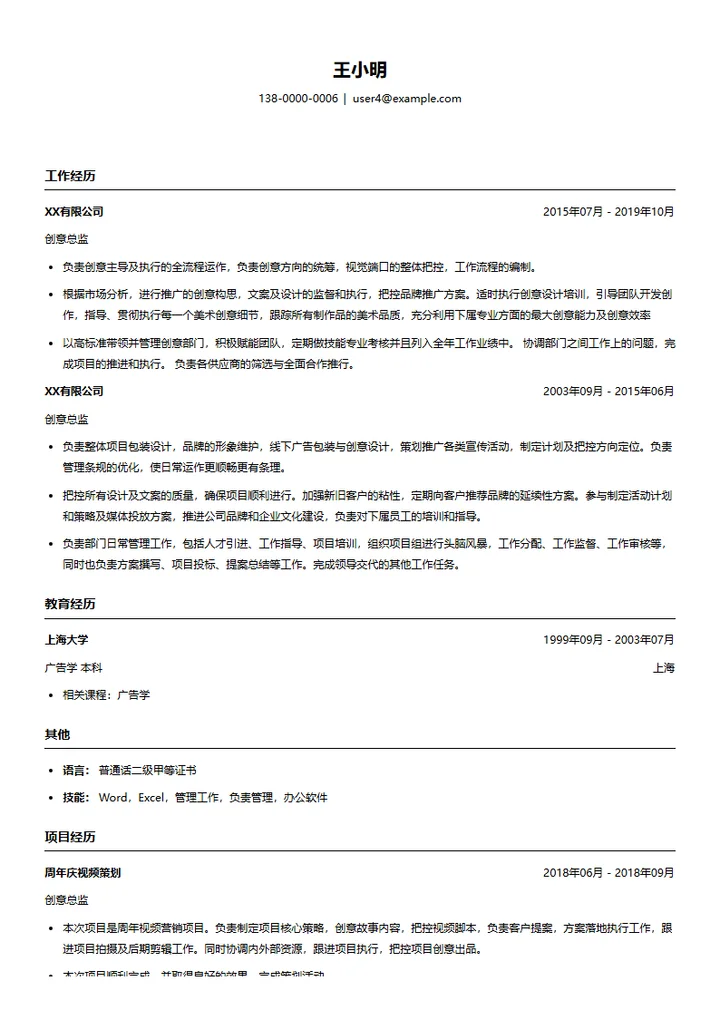 王小明
138-0000-0006 | user4@example.com
工作经历
XX有限公司 2015年07月 - 2019年10月
创意总监
• 负责创意主导及执行的全流程运作，负责创意方向的统筹，视觉端口的整体把控，工作流程的编制。
• 根据市场分析，进行推广的创意构思，文案及设计的监督和执行，把控品牌推广方案。适时执行创意设计培训，引导团队开发创
作，指导、贯彻执行每一个美术创意细节，跟踪所有制作品的美术品质，充分利用下属专业方面的最大创意能力及创意效率
• 以高标准带领并管理创意部门，积极赋能团队，定期做技能专业考核并且列入全年工作业绩中。 协调部门之间工作上的问题，完
成项目的推进和执行。 负责各供应商的筛选与全面合作推行。
XX有限公司 2003年09月 - 2015年06月
创意总监
• 负责整体项目包装设计，品牌的形象维护，线下广告包装与创意设计，策划推广各类宣传活动，制定计划及把控方向定位。负责
管理条规的优化，使日常运作更顺畅更有条理。
• 把控所有设计及文案的质量，确保项目顺利进行。加强新旧客户的粘性，定期向客户推荐品牌的延续性方案。参与制定活动计划
和策略及媒体投放方案，推进公司品牌和企业文化建设，负责对下属员工的培训和指导。
• 负责部门日常管理工作，包括人才引进、工作指导、项目培训，组织项目组进行头脑风暴，工作分配、工作监督、工作审核等，
同时也负责方案撰写、项目投标、提案总结等工作。完成领导交代的其他工作任务。
教育经历
上海大学 1999年09月 - 2003年07月
广告学 本科 上海
• 相关课程：广告学
其他
• 语言： 普通话二级甲等证书
• 技能： Word，Excel，管理工作，负责管理，办公软件
项目经历
周年庆视频策划 2018年06月 - 2018年09月
创意总监
• 本次项目是周年视频营销项目。负责制定项目核心策略，创意故事内容，把控视频脚本，负责客户提案，方案落地执行工作，跟
进项目拍摄及后期剪辑工作。同时协调内外部资源，跟进项目执行，把控项目创意出品。
• 本次项目顺利完成，并取得良好的效果，完成策划活动